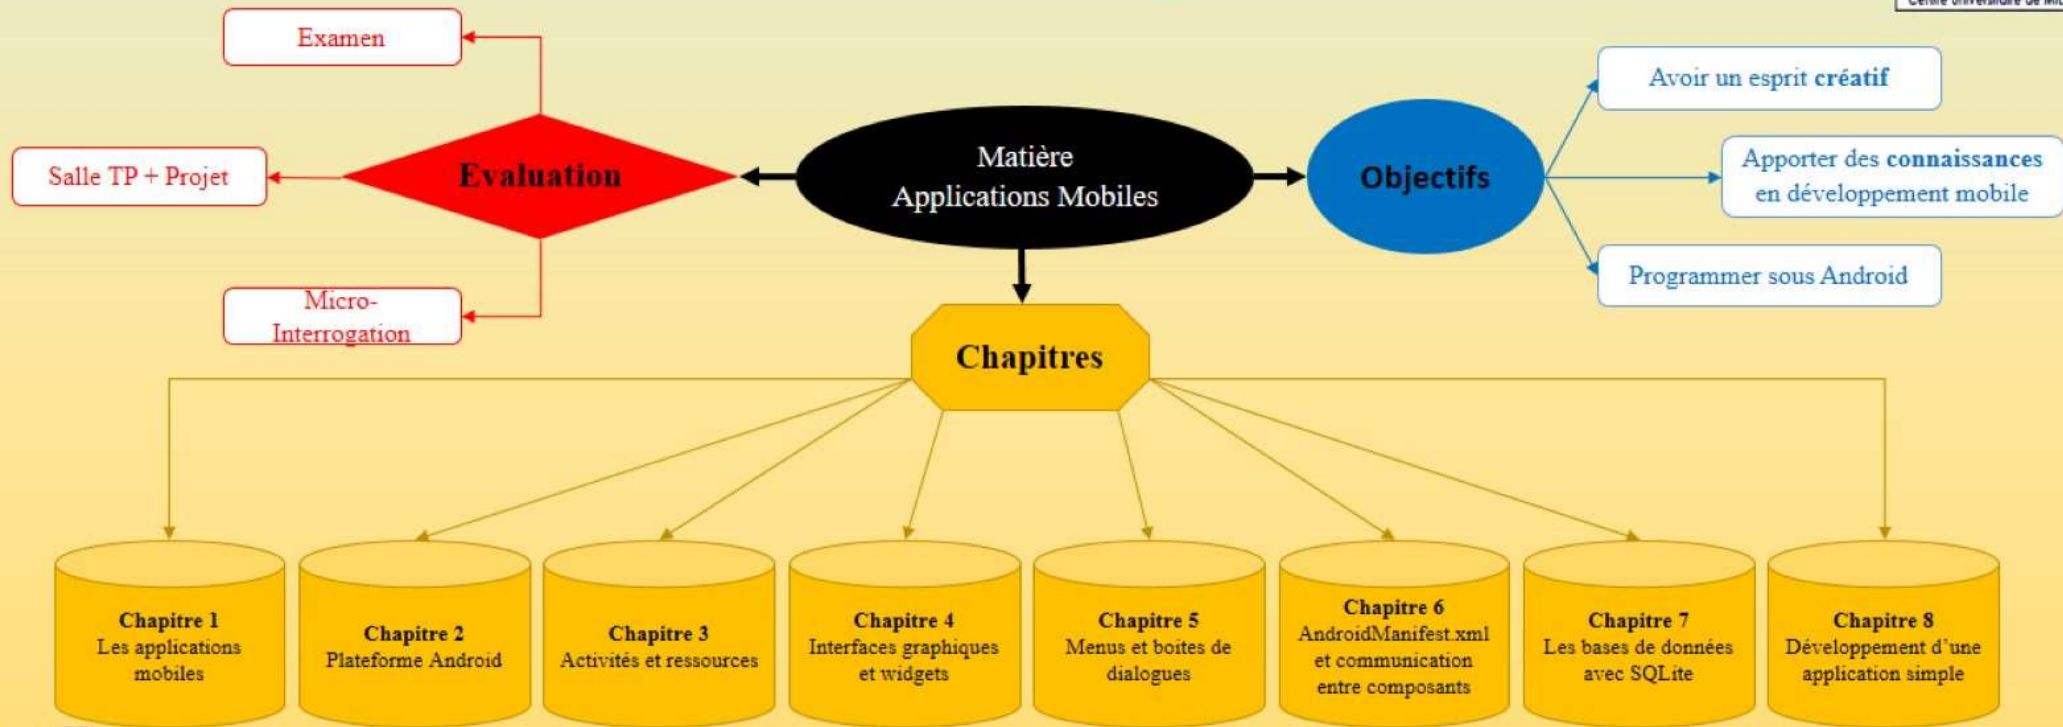 Centre universitaire de
Examen
Salle TP + Projet
Micro-
Interrogation
Evaluation
Matière
Applications Mobiles
Objectifs
Avoir un esprit créatif
Apporter des connaissances
en développement mobile
Programmer sous Android
Chapitres
Chapitre 1
Les applications
mobiles
Chapitre 2
Plateforme Android
Chapitre 3
Activités et ressources
Chapitre 4
Interfaces graphiques
et widgets
Chapitre 5
Menus et boites de
dialogues
Chapitre 6
AndroidManifest.xml
et communication
entre composants
Chapitre 7
Les bases de données
avec SQLite
Chapitre 8
Développement d’une
application simple